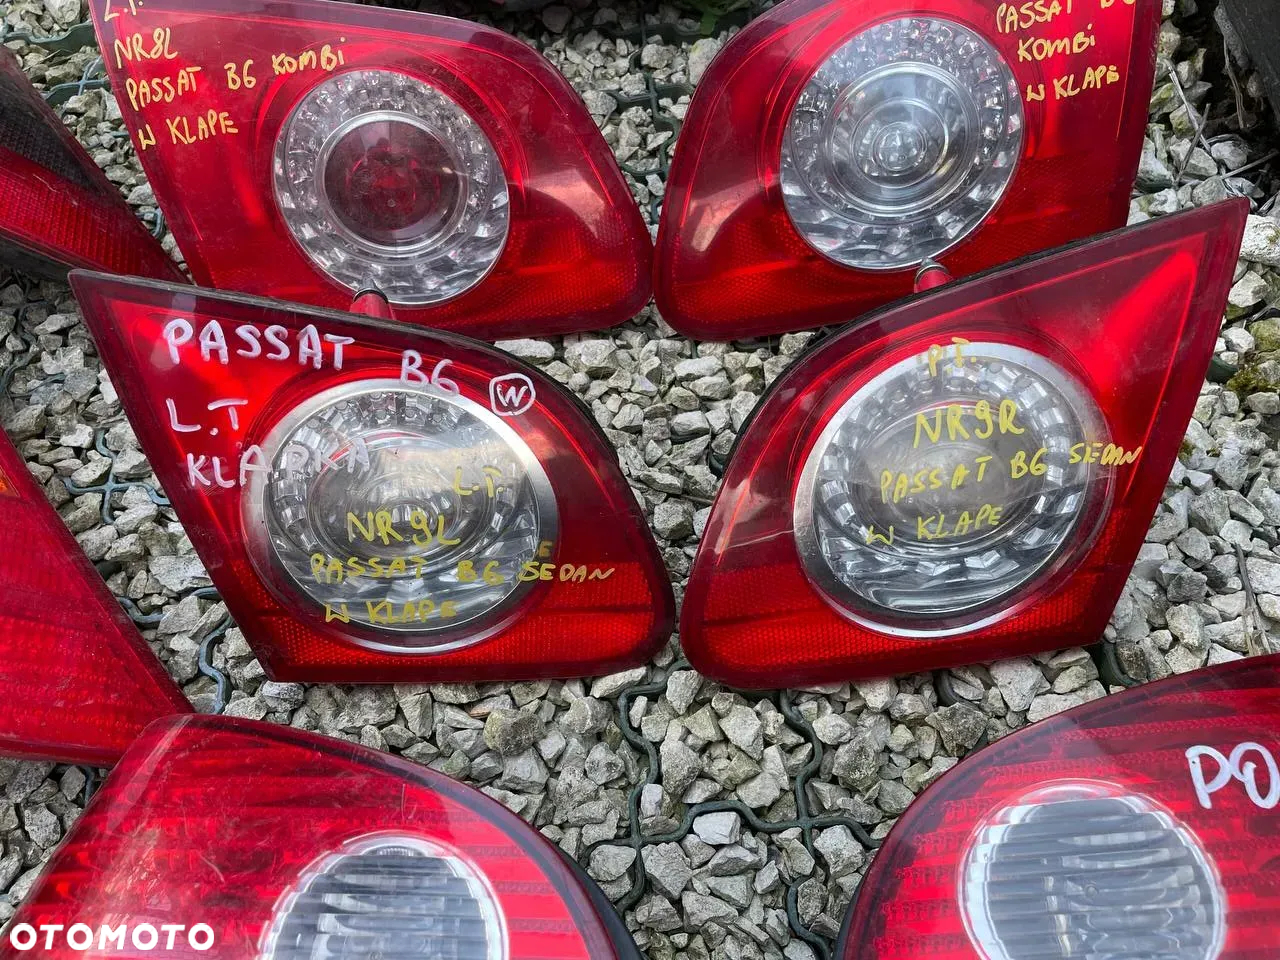 L.T.
NR8L
PASSAT B6 KOMBi
W KLAPE
PASSAT B6
KOMBi
W KLAPE
PASSAT B6 W
L.T
KLAPKA
L.T.
NR9L
PASSAT B6 SEDAN
W KLAPE
P.T.
NR9R
PASSAT B6 SEDAN
W KLAPE
PO
OTOMOTO